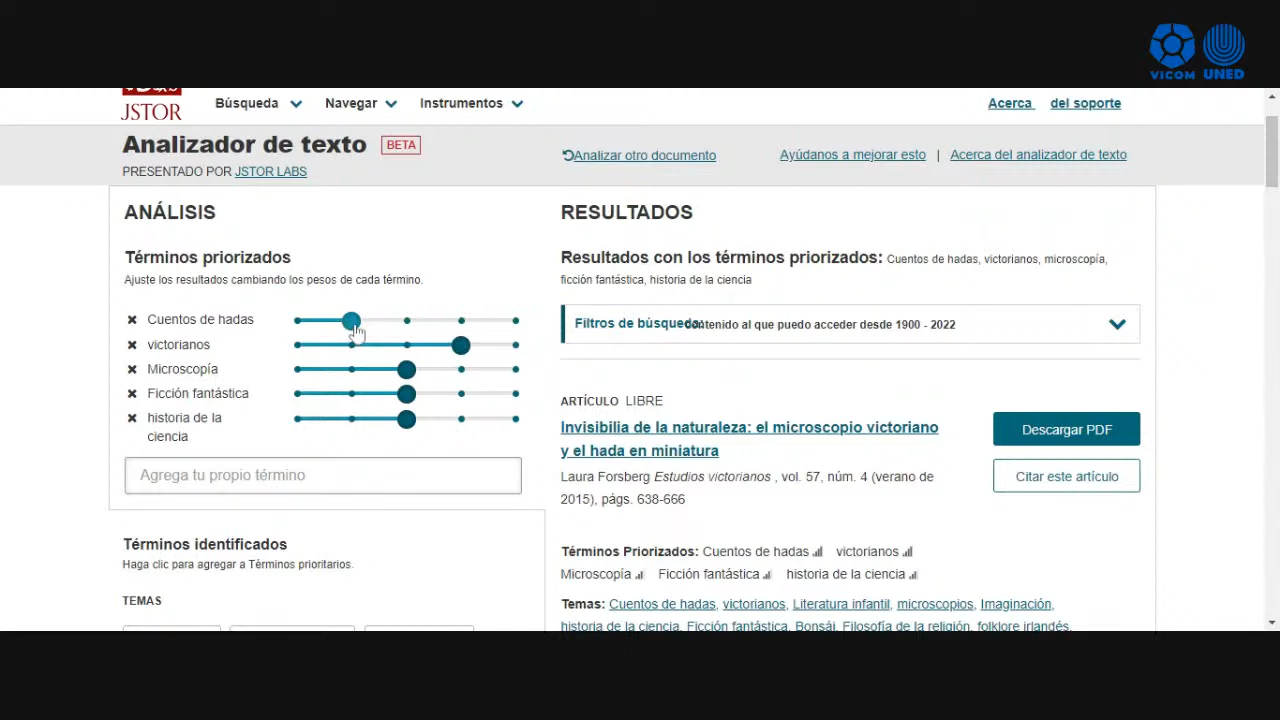 VICOM UNED
JSTOR
Búsqueda
Navegar
Instrumentos
Acerca
del soporte
Analizador de texto
BETA
PRESENTADO POR JSTOR LABS
Analizar otro documento
Ayúdanos a mejorar esto | Acerca del analizador de texto
ANÁLISIS
Términos priorizados
Ajuste los resultados cambiando los pesos de cada término.
Cuentos de hadas
victorianos
Microscopía
Ficción fantástica
historia de la
ciencia
Agrega tu propio término
Términos identificados
Haga clic para agregar a Términos prioritarios.
TEMAS
RESULTADOS
Resultados con los términos priorizados: Cuentos de hadas, victorianos, microscopía,
ficción fantástica, historia de la ciencia
Filtros de búsqueda: contenido al que puedo acceder desde 1900 - 2022
ARTÍCULO LIBRE
Invisibilia de la naturaleza: el microscopio victoriano
y el hada en miniatura
Laura Forsberg Estudios victorianos , vol. 57, núm. 4 (verano de
2015), págs. 638-666
Descargar PDF
Citar este artículo
Términos Priorizados: Cuentos de hadas victorianos
Microscopía Ficción fantástica historia de la ciencia
Temas: Cuentos de hadas, victorianos, Literatura infantil, microscopios, Imaginación,
historia de la ciencia, Ficción fantástica, Bonsái, Filosofía de la religión, folklore irlandés,